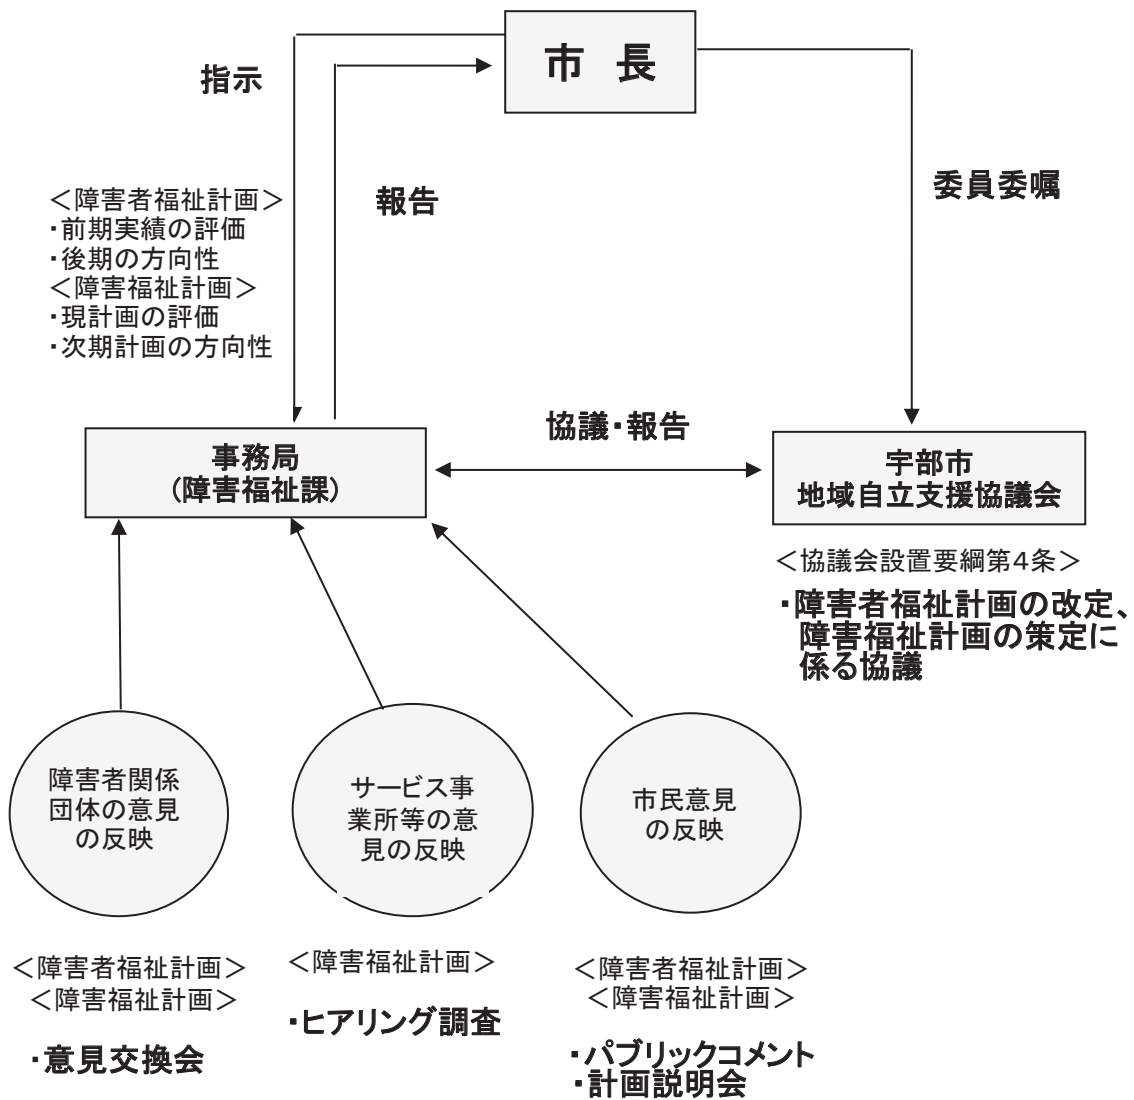 市　長
指示
報告
委員委嘱
＜障害者福祉計画＞
・前期実績の評価
・後期の方向性
＜障害福祉計画＞
・現計画の評価
・次期計画の方向性
協議・報告
事務局
（障害福祉課）
宇部市
地域自立支援協議会
＜協議会設置要綱第4条＞
・障害者福祉計画の改定、
障害福祉計画の策定に
係る協議
障害者関係
団体の意見
の反映
サービス事
業所等の意
見の反映
市民意見
の反映
＜障害者福祉計画＞
＜障害福祉計画＞
・意見交換会
＜障害福祉計画＞
・ヒアリング調査
＜障害者福祉計画＞
＜障害福祉計画＞
・パブリックコメント
・計画説明会